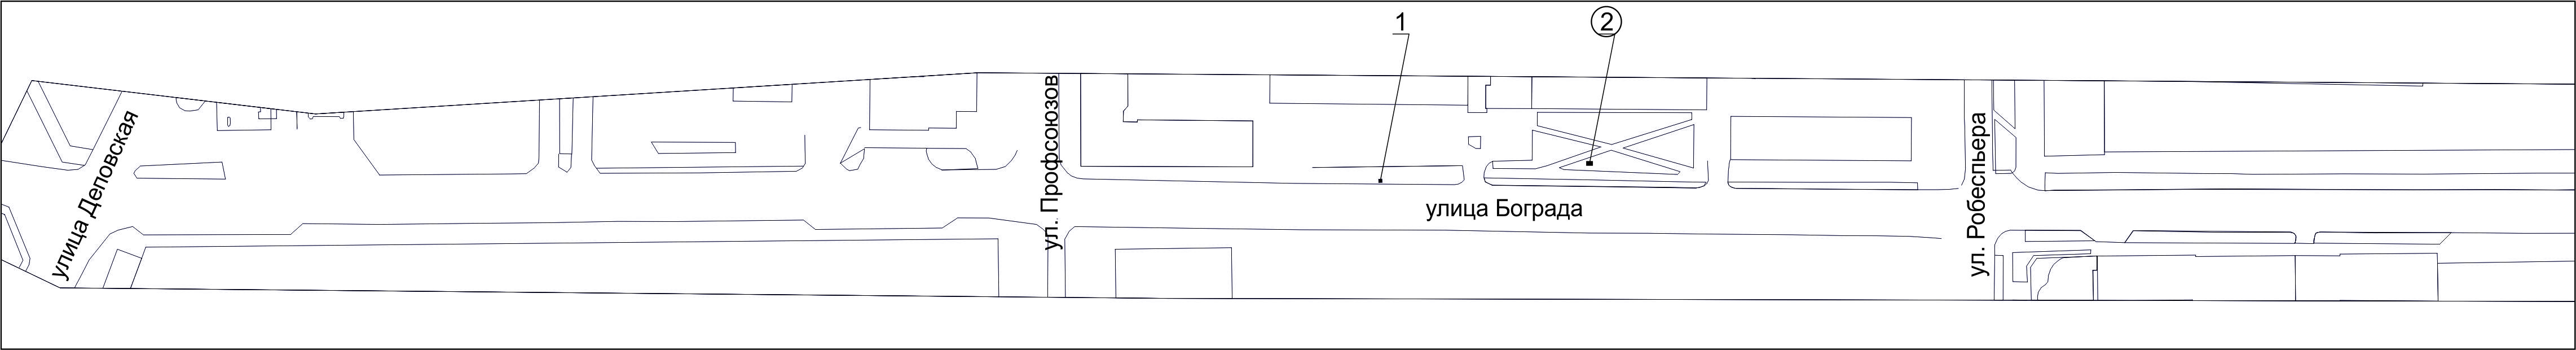 1
2
улица Деповская
ул. Профсоюзов
улица Бограда
ул. Робеспьера